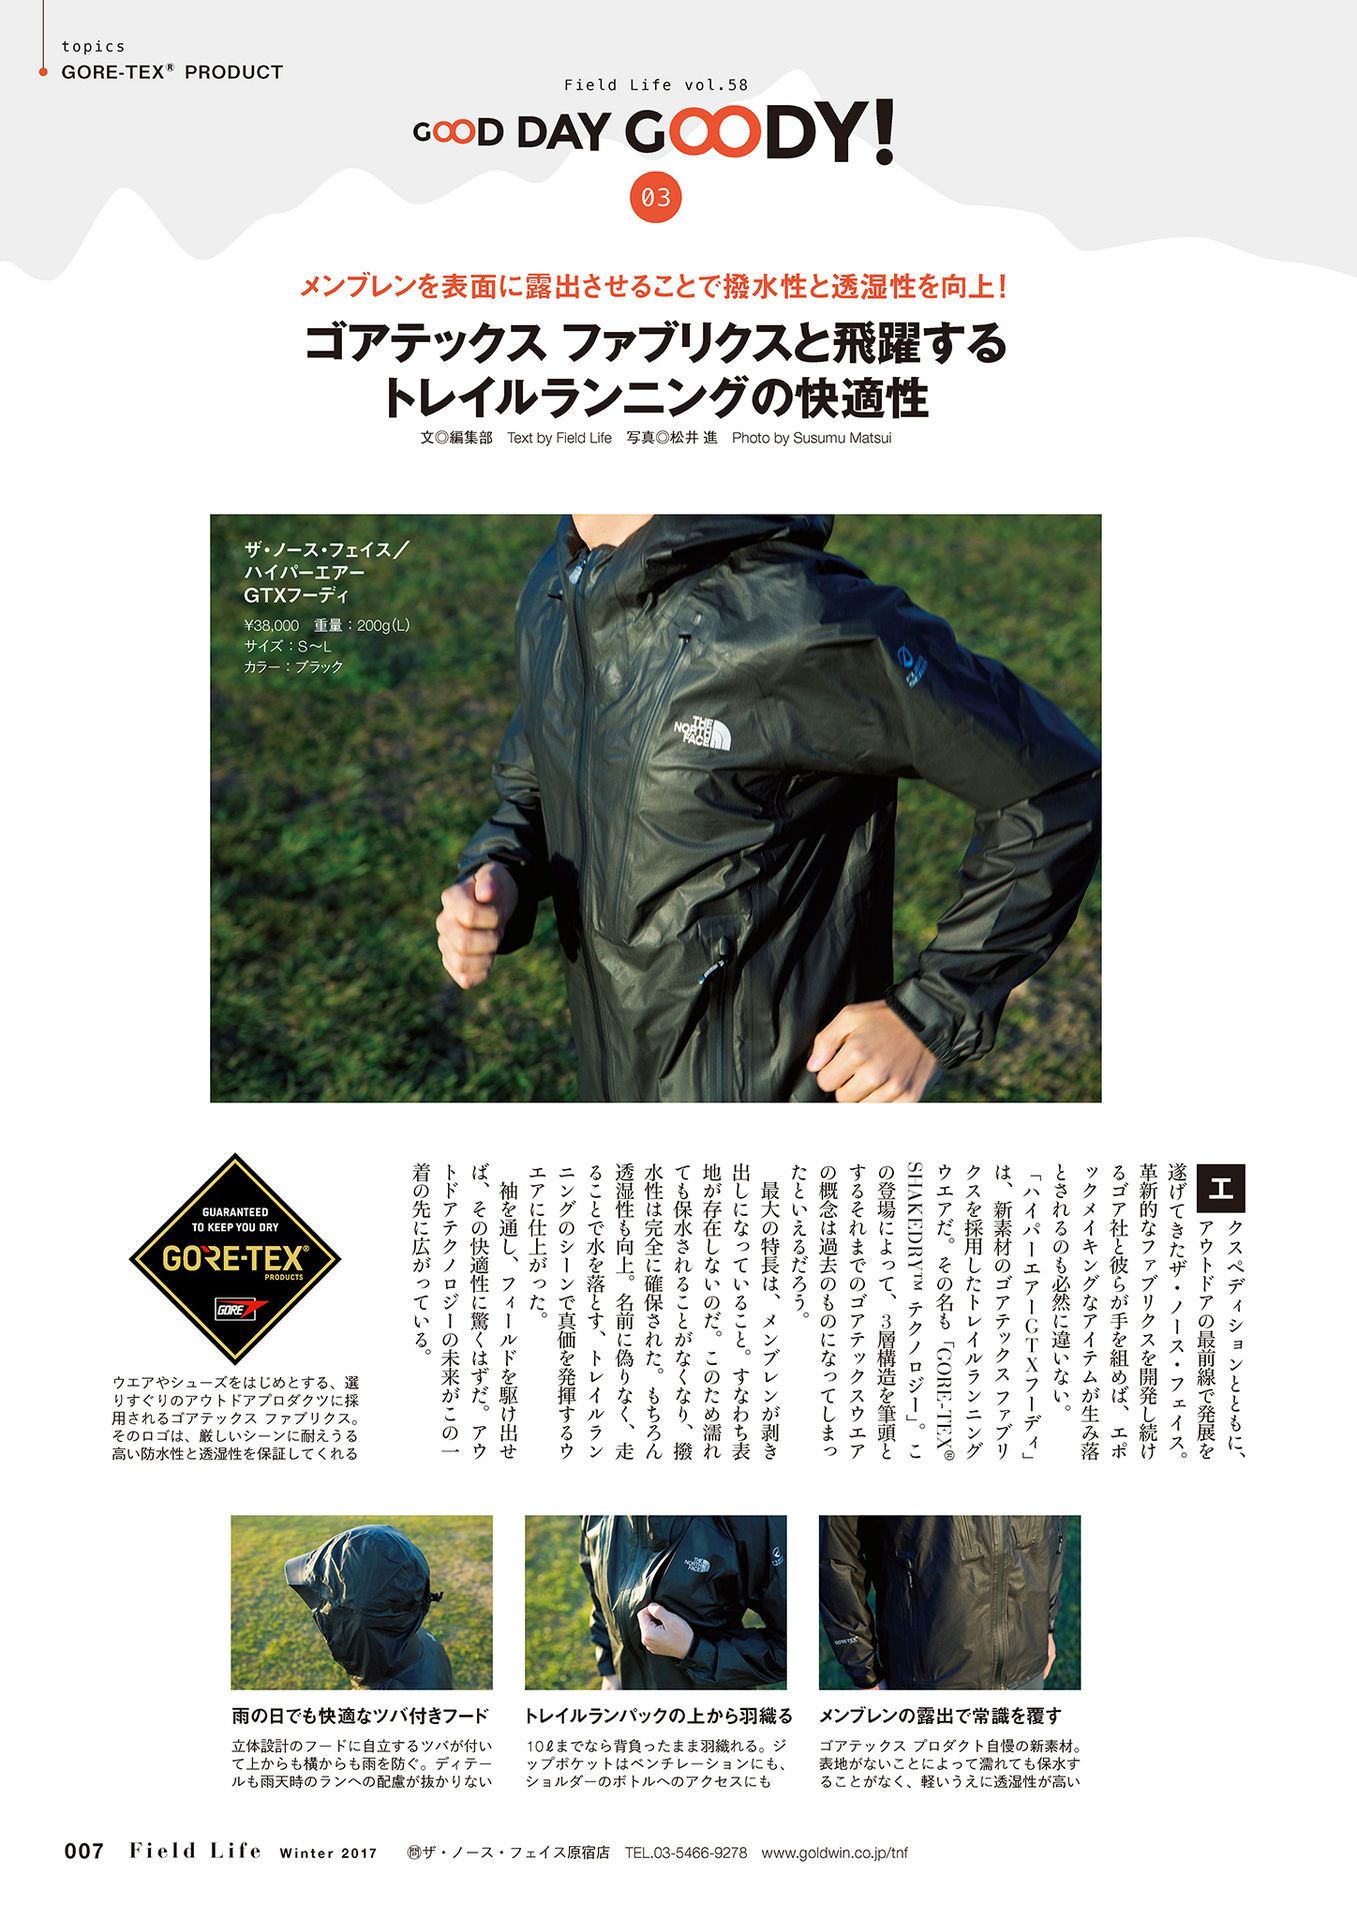 topics
GORE-TEX® PRODUCT
Field Life vol.58
GOOD DAY GOODY!
03
メンブレンを表面に露出させることで撥水性と透湿性を向上！
ゴアテックス ファブリクスと飛躍する
トレイルランニングの快適性
文◎編集部　Text by Field Life　写真◎松井 進　Photo by Susumu Matsui
ザ・ノース・フェイス／
ハイパーエアー
GTXフーディ
¥38,000　重量：200g（L）
サイズ：S〜L
カラー：ブラック
THE
NORTH
FACE
エクスペディションとともに、
アウトドアの最前線で発展を
遂げてきたザ・ノース・フェイス。
革新的なファブリクスを開発し続け
るゴア社と彼らが手を組めば、エポ
ックメイキングなアイテムが生み落
とされるのも必然に違いない。
「ハイパーエアーGTXフーディ」
は、新素材のゴアテックス ファブリ
クスを採用したトレイルランニング
ウエアだ。その名も「GORE-TEX®
SHAKEDRY™ テクノロジー」。こ
の登場によって、3層構造を筆頭と
するそれまでのゴアテックスウエア
の概念は過去のものになってしまっ
たといえるだろう。
最大の特長は、メンブレンが剥き
出しになっていること。すなわち表
地が存在しないのだ。このため濡れ
ても保水されることがなくなり、撥
水性は完全に確保された。もちろん
透湿性も向上。名前に偽りなく、走
ることで水を落とす、トレイルラン
ニングのシーンで真価を発揮するウ
エアに仕上がった。
袖を通し、フィールドを駆け出せ
ば、その快適性に驚くはずだ。アウ
トドアテクノロジーの未来がこの一
着の先に広がっている。
GUARANTEED
TO KEEP YOU DRY
GORE-TEX®
PRODUCTS
GORE
ウエアやシューズをはじめとする、選
りすぐりのアウトドアプロダクツに採
用されるゴアテックス ファブリクス。
そのロゴは、厳しいシーンに耐えうる
高い防水性と透湿性を保証してくれる
雨の日でも快適なツバ付きフード
立体設計のフードに自立するツバが付い
て上からも横からも雨を防ぐ。ディテー
ルも雨天時のランへの配慮が抜かりない
THE
NORTH
FACE
トレイルランパックの上から羽織る
10ℓまでなら背負ったまま羽織れる。ジ
ップポケットはベンチレーションにも、
ショルダーのボトルへのアクセスにも
GORE-TEX
メンブレンの露出で常識を覆す
ゴアテックス プロダクト自慢の新素材。
表地がないことによって濡れても保水す
ることがなく、軽いうえに透湿性が高い
007 Field Life Winter 2017　㉄ザ・ノース・フェイス原宿店　TEL.03-5466-9278　www.goldwin.co.jp/tnf